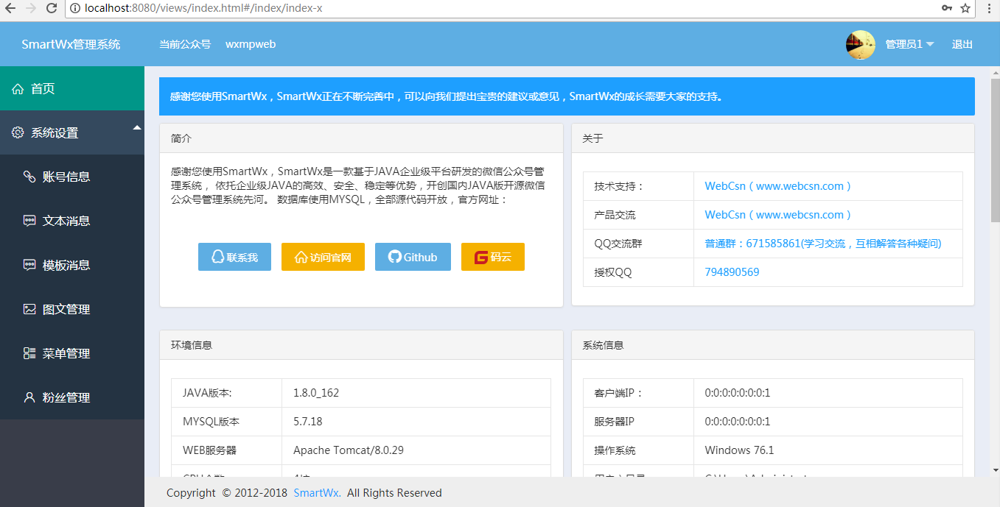 localhost:8080/views/index.html#/index/index-x
SmartWx管理系统
当前公众号 wxmpweb
管理员1
退出
首页
系统设置
账号信息
文本消息
模板消息
图文管理
菜单管理
粉丝管理
感谢您使用SmartWx，SmartWx正在不断完善中，可以向我们提出宝贵的建议或意见，SmartWx的成长需要大家的支持。
简介
感谢您使用SmartWx，SmartWx是一款基于JAVA企业级平台研发的微信公众号管
理系统， 依托企业级JAVA的高效、安全、稳定等优势，开创国内JAVA版开源微信
公众号管理系统先河。 数据库使用MYSQL，全部源代码开放，官方网址：
联系我 访问官网 Github 码云
关于
技术支持： WebCsn ( www.webcsn.com )
产品交流 WebCsn ( www.webcsn.com )
QQ交流群 普通群：671585861(学习交流，互相解答各种疑问)
授权QQ 794890569
环境信息
JAVA版本: 1.8.0_162
MYSQL版本 5.7.18
WEB服务器 Apache Tomcat/8.0.29
系统信息
客户端IP： 0:0:0:0:0:0:0:1
服务器IP 0:0:0:0:0:0:0:1
操作系统 Windows 76.1
Copyright © 2012-2018 SmartWx. All Rights Reserved